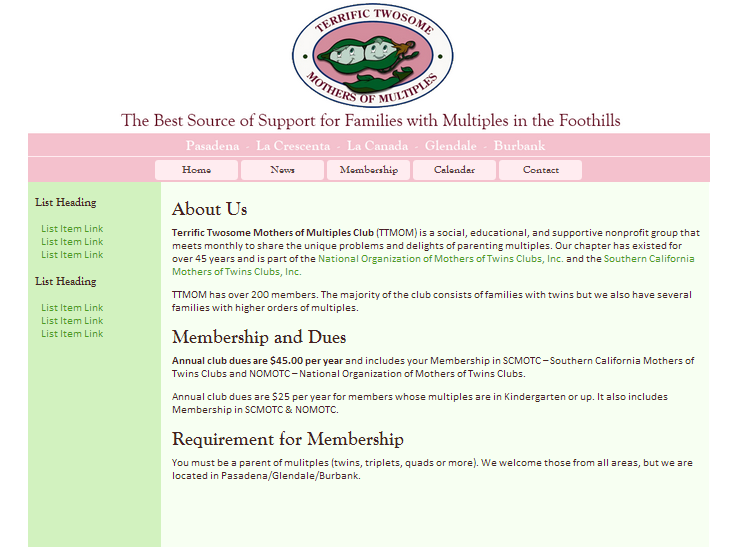 TERRIFIC TWOSOME
MOTHERS OF MULTIPLES
The Best Source of Support for Families with Multiples in the Foothills
Pasadena · La Crescenta · La Canada · Glendale · Burbank
Home News Membership Calendar Contact
List Heading
List Item Link
List Item Link
List Item Link
List Heading
List Item Link
List Item Link
List Item Link
About Us
Terrific Twosome Mothers of Multiples Club (TTMOM) is a social, educational, and supportive nonprofit group that
meets monthly to share the unique problems and delights of parenting multiples. Our chapter has existed for
over 45 years and is part of the National Organization of Mothers of Twins Clubs, Inc. and the Southern California
Mothers of Twins Clubs, Inc.
TTMOM has over 200 members. The majority of the club consists of families with twins but we also have several
families with higher orders of multiples.
Membership and Dues
Annual club dues are $45.00 per year and includes your Membership in SCMOTC – Southern California Mothers of
Twins Clubs and NOMOTC – National Organization of Mothers of Twins Clubs.
Annual club dues are $25 per year for members whose multiples are in Kindergarten or up. It also includes
Membership in SCMOTC & NOMOTC.
Requirement for Membership
You must be a parent of mulitples (twins, triplets, quads or more). We welcome those from all areas, but we are
located in Pasadena/Glendale/Burbank.